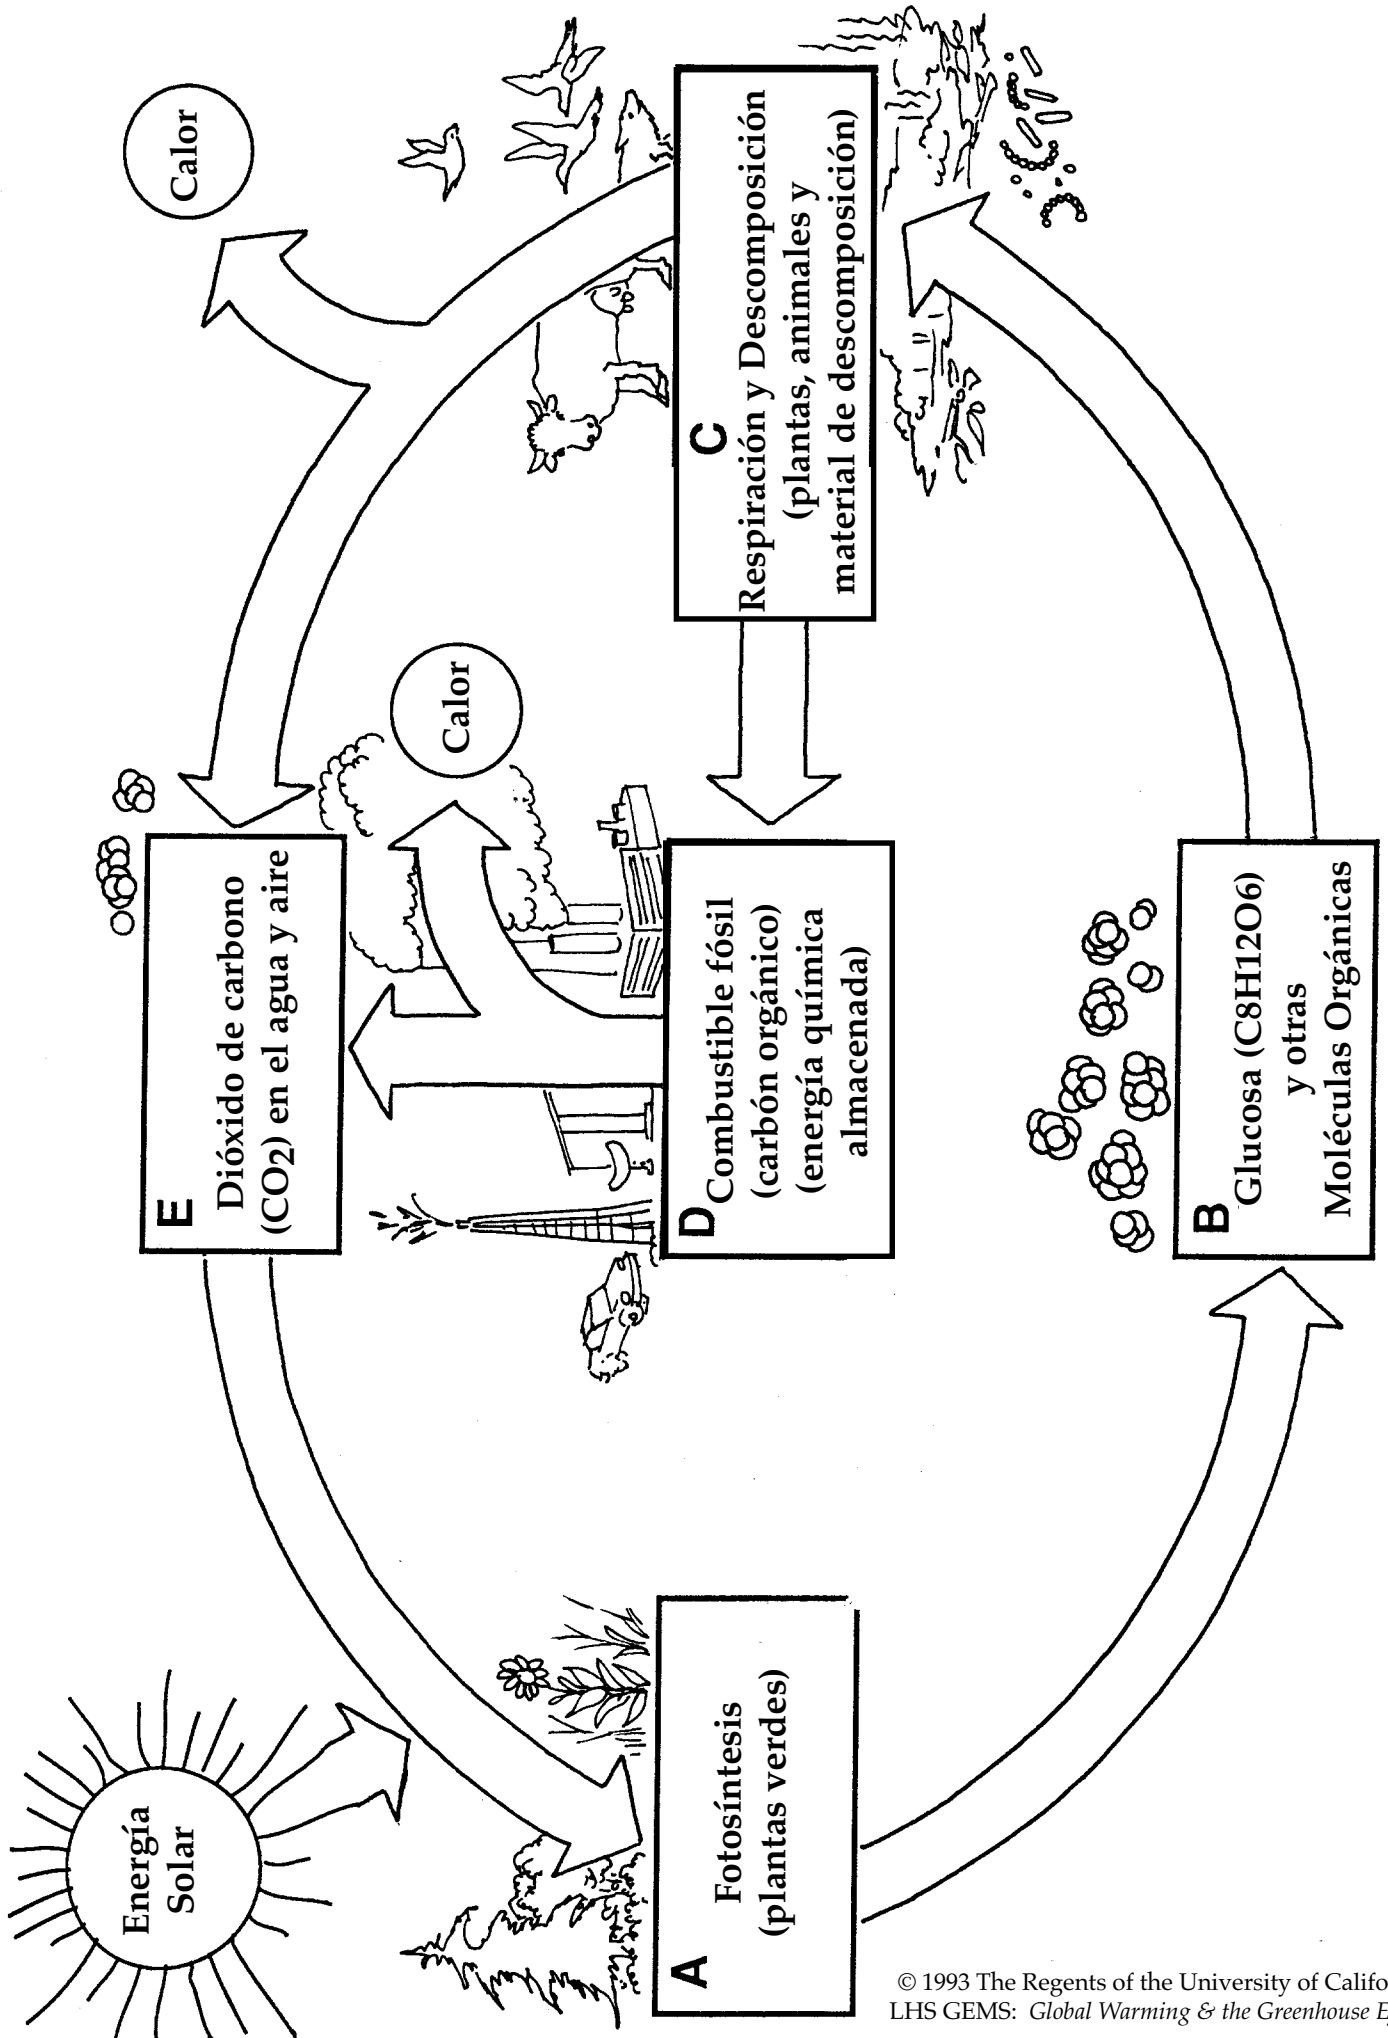 Energía
Solar
A
Fotosíntesis
(plantas verdes)
B
Glucosa (C8H12O6)
y otras
Moléculas Orgánicas
C
Respiración y Descomposición
(plantas, animales y
material de descomposición)
D
Combustible fósil
(carbón orgánico)
(energía química
almacenada)
E
Dióxido de carbono
(CO2) en el agua y aire
Calor
Calor
© 1993 The Regents of the University of Califo
LHS GEMS: Global Warming & the Greenhouse E